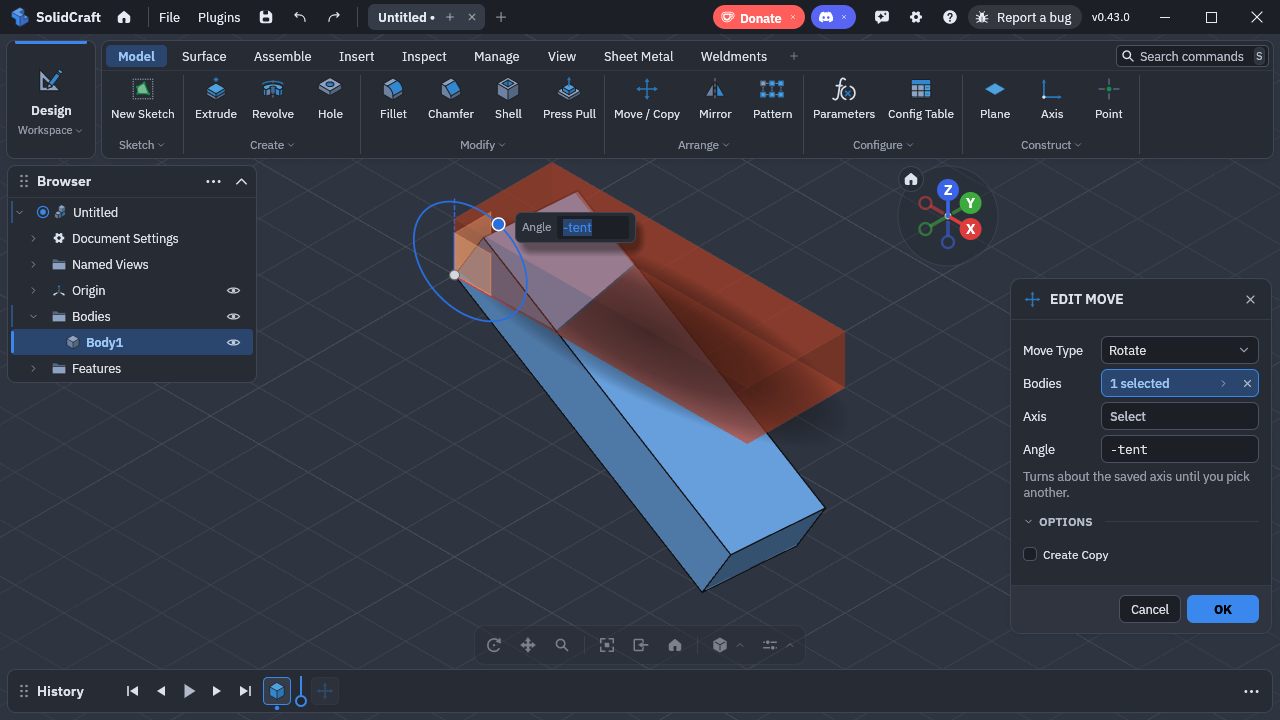 SolidCraft
File
Plugins
Untitled •
Donate
Report a bug
v0.43.0
Design
Workspace
Model
Surface
Assemble
Insert
Inspect
Manage
View
Sheet Metal
Weldments
Search commands
S
New Sketch
Extrude
Revolve
Hole
Fillet
Chamfer
Shell
Press Pull
Move / Copy
Mirror
Pattern
Parameters
Config Table
Plane
Axis
Point
Sketch
Create
Modify
Arrange
Configure
Construct
Browser
Untitled
Document Settings
Named Views
Origin
Bodies
Body1
Features
Angle -tent
Z
Y
X
EDIT MOVE
Move Type Rotate
Bodies 1 selected
Axis Select
Angle -tent
Turns about the saved axis until you pick
another.
OPTIONS
Create Copy
Cancel
OK
History